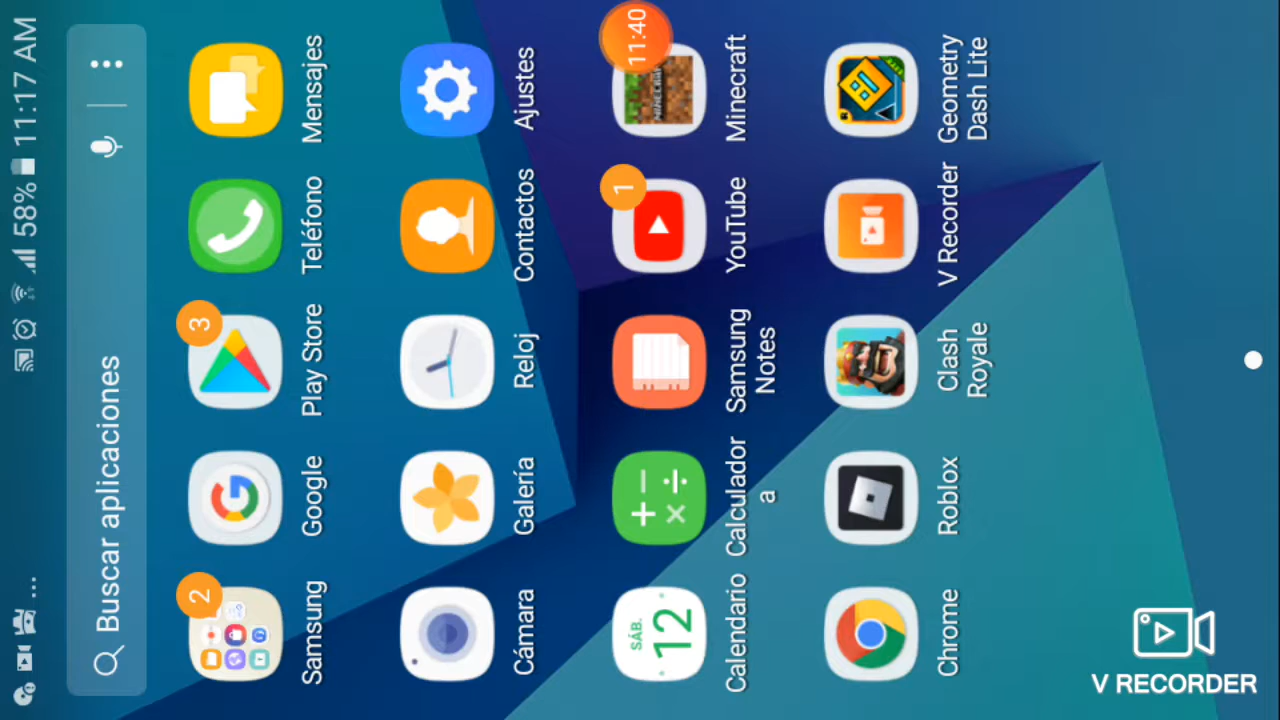 58% 11:17 AM
Buscar aplicaciones
2
Samsung
Google
3
Play Store
Teléfono
Mensajes
Cámara
Galería
Reloj
Contactos
Ajustes
SÁB.
12
Calendario
Calculador
a
Samsung
Notes
1
YouTube
11:40
MINECRAFT
Minecraft
Chrome
Roblox
Clash
Royale
V Recorder
Geometry
Dash Lite
V RECORDER